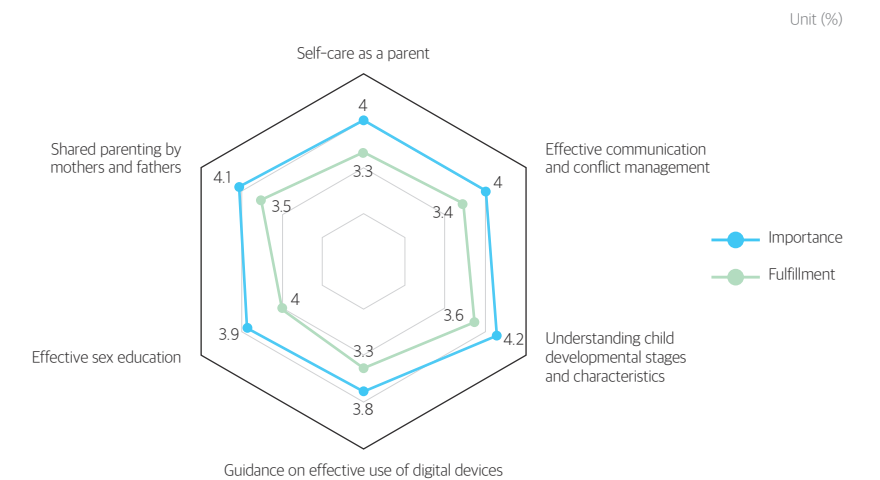 Unit (%)
Self-care as a parent
4
Shared parenting by
mothers and fathers
Effective communication
and conflict management
4.1
3.3
4
3.5
3.4
Importance
Fulfillment
4
3.6
3.9
3.3
4.2
Effective sex education
Understanding child
developmental stages
and characteristics
3.8
Guidance on effective use of digital devices